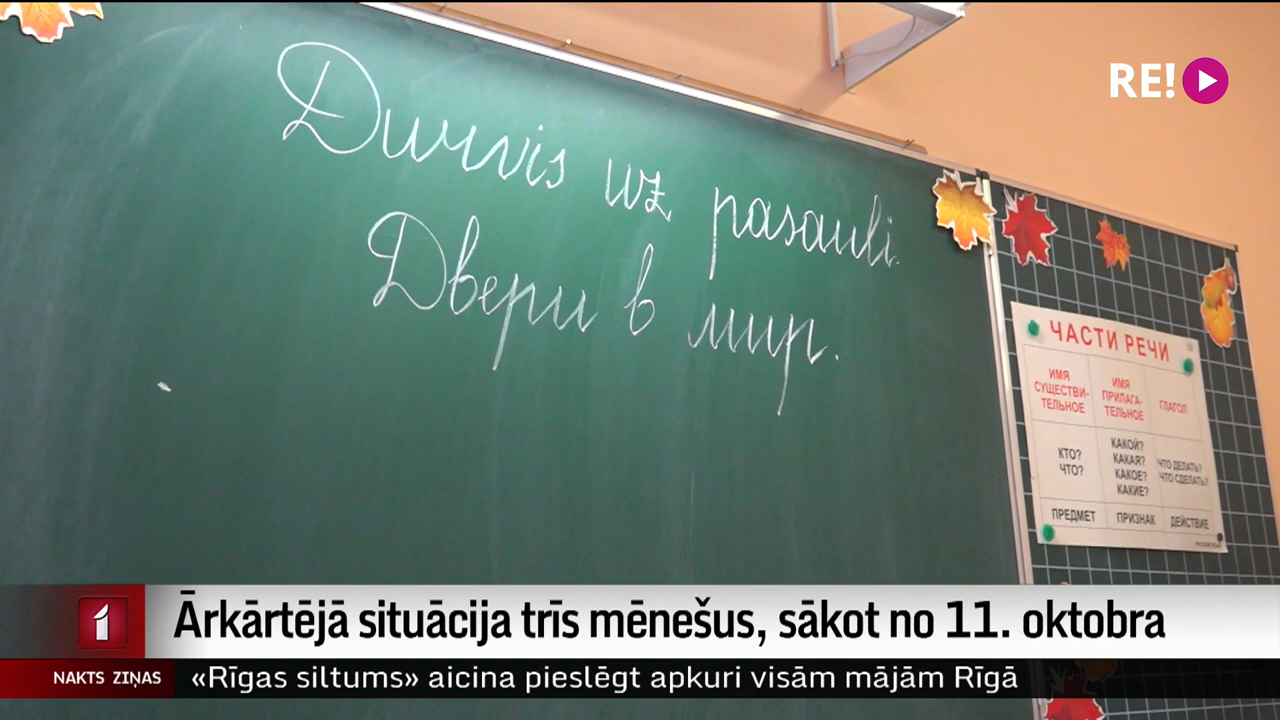 RE!
Durvis uz pasauli.
Двери в мир.
ЧАСТИ РЕЧИ
ИМЯ СУЩЕСТВИ-ТЕЛЬНОЕ
ИМЯ ПРИЛАГА-ТЕЛЬНОЕ
ГЛАГОЛ
КТО?
ЧТО?
КАКОЙ?
КАКАЯ?
КАКОЕ?
КАКИЕ?
ЧТО ДЕЛАТЬ?
ЧТО СДЕЛАТЬ?
ПРЕДМЕТ ПРИЗНАК ДЕЙСТВИЕ
1 Ārkārtējā situācija trīs mēnešus, sākot no 11. oktobra
NAKTS ZIŅAS «Rīgas siltums» aicina pieslēgt apkuri visām mājām Rīgā